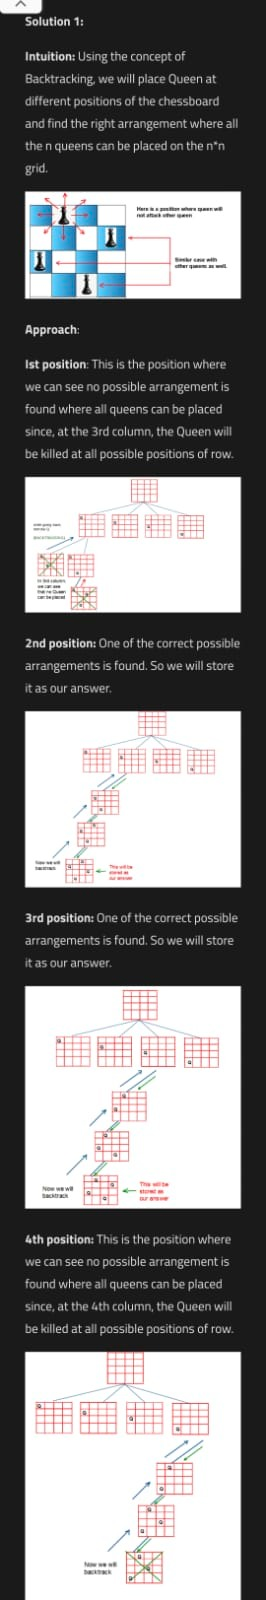 Solution 1:
Intuition: Using the concept of
Backtracking, we will place Queen at
different positions of the chessboard
and find the right arrangement where all
the n queens can be placed on the n*n
grid.
Here is a position where queen will
not attack other queen
Similar case with
other queens as well.
Approach:
Ist position: This is the position where
we can see no possible arrangement is
found where all queens can be placed
since, at the 3rd column, the Queen will
be killed at all possible positions of row.
(BACKTRACKING)
In 3rd column
we can see
that no Queen
can be placed
2nd position: One of the correct possible
arrangements is found. So we will store
it as our answer.
Now we will
backtrack
This will be
stored as
our answer
3rd position: One of the correct possible
arrangements is found. So we will store
it as our answer.
Now we will
backtrack
This will be
stored as
our answer
4th position: This is the position where
we can see no possible arrangement is
found where all queens can be placed
since, at the 4th column, the Queen will
be killed at all possible positions of row.
Now we will
backtrack